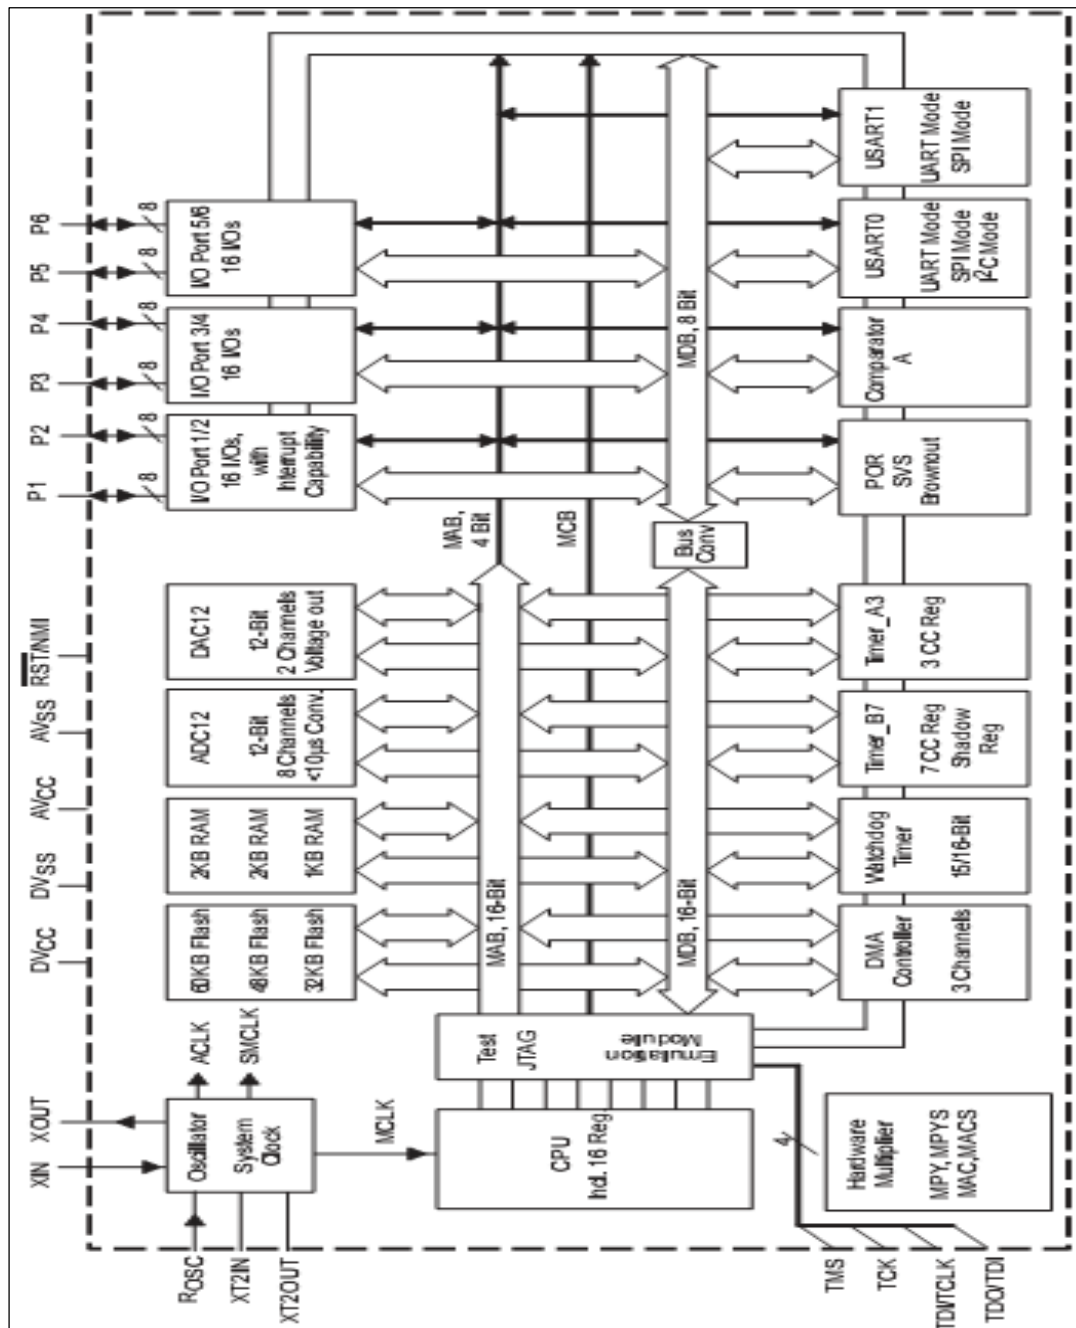 XIN
XOUT
DVCC
DVSS
AVCC
AVSS
RST/NMI
P1
P2
P3
P4
P5
P6
ROSC
XT2IN
XT2OUT
Oscillator
System
Clock
ACLK
SMCLK
MCLK
60KB Flash
48KB Flash
32KB Flash
2KB RAM
2KB RAM
1KB RAM
ADC12
12-Bit
8 Channels
<10µs Conv.
DAC12
12-Bit
2 Channels
Voltage out
I/O Port 1/2
16 I/Os,
with
Interrupt
Capability
I/O Port 3/4
16 I/Os
I/O Port 5/6
16 I/Os
8
8
8
8
8
8
CPU
Incl. 16 Reg.
Test
JTAG
Emulation
Module
MAB, 16-Bit
MAB,
4 Bit
MCB
MDB, 16-Bit
Bus
Conv
MDB, 8 Bit
4
TMS
TCK
TDI/TCLK
TDO/TDI
Hardware
Multiplier
MPY, MPYS
MAC,MACS
DMA
Controller
3 Channels
Watchdog
Timer
15/16-Bit
Timer_B7
7 CC Reg
Shadow
Reg
Timer_A3
3 CC Reg
POR
SVS
Brownout
Comparator
A
USART0
UART Mode
SPI Mode
I2C Mode
USART1
UART Mode
SPI Mode